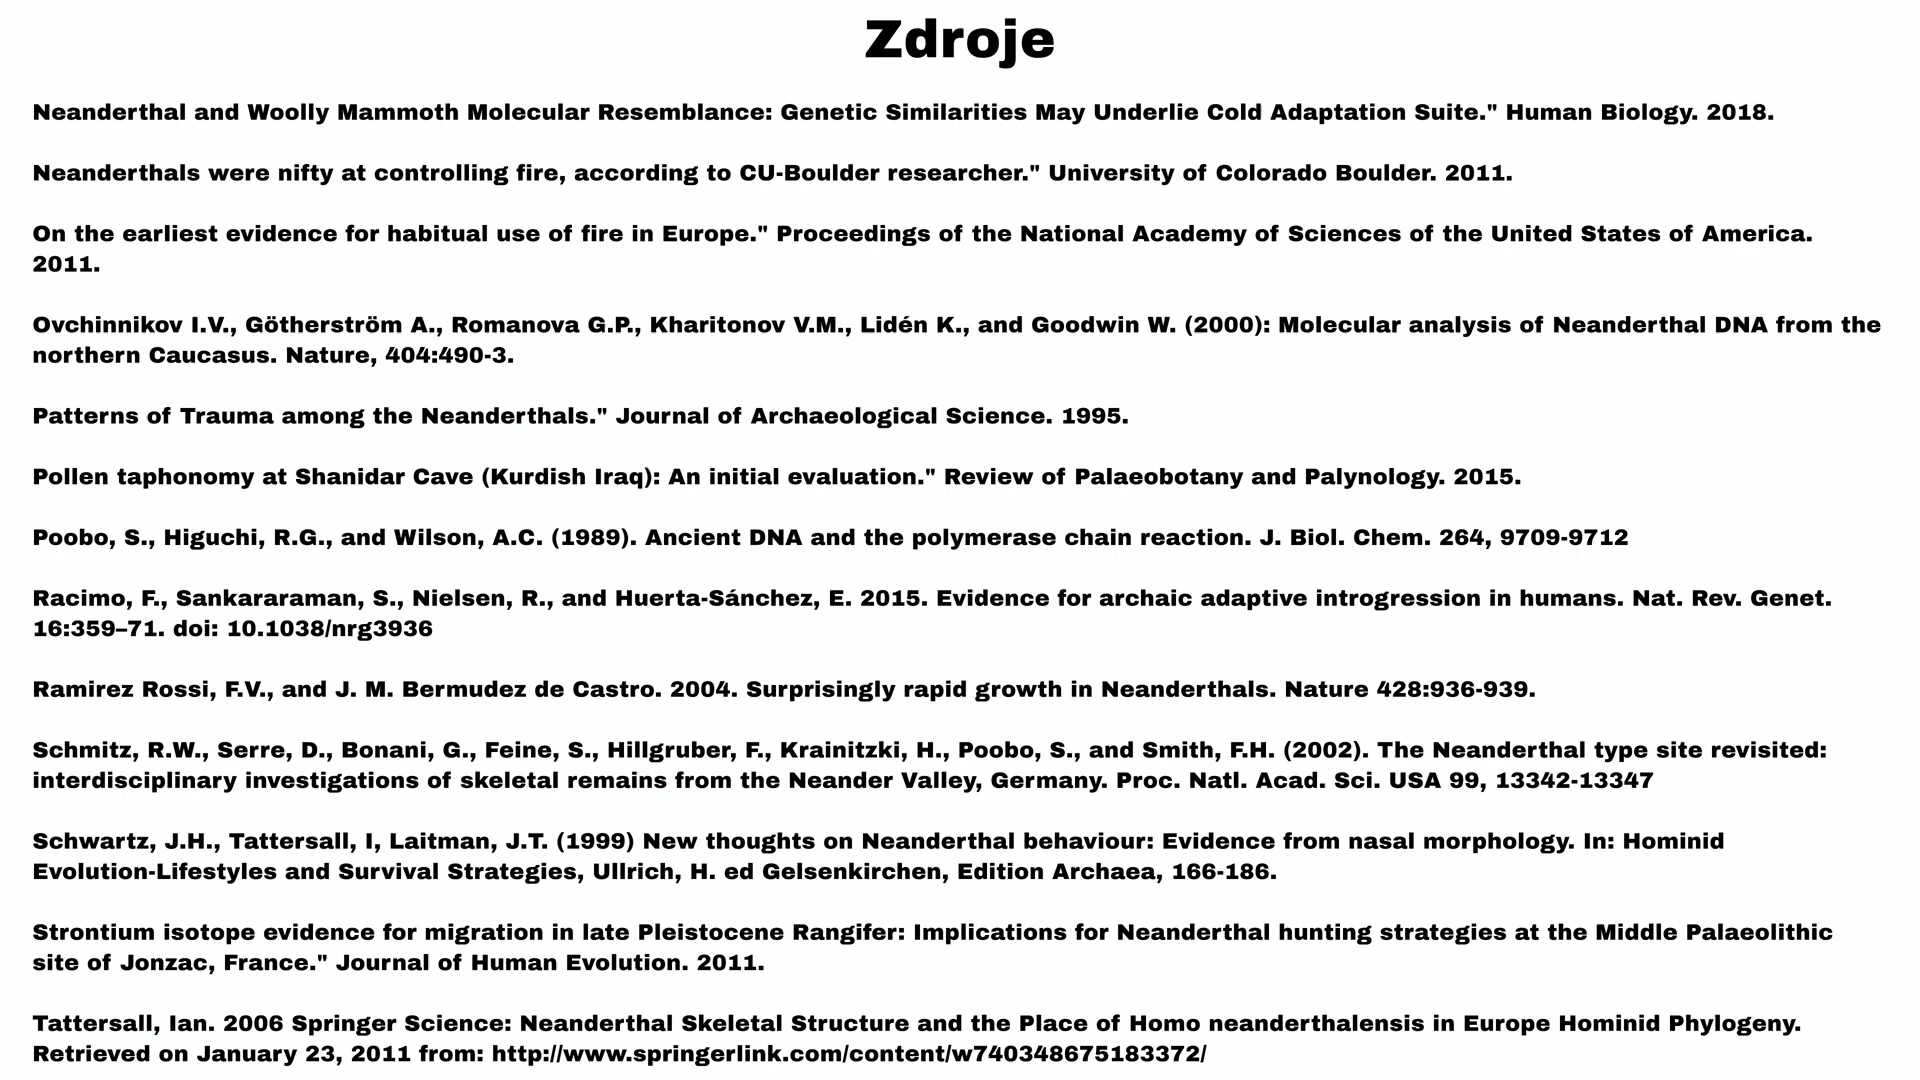 Zdroje
Neanderthal and Woolly Mammoth Molecular Resemblance: Genetic Similarities May Underlie Cold Adaptation Suite." Human Biology. 2018.
Neanderthals were nifty at controlling fire, according to CU-Boulder researcher." University of Colorado Boulder. 2011.
On the earliest evidence for habitual use of fire in Europe." Proceedings of the National Academy of Sciences of the United States of America.
2011.
Ovchinnikov I.V., Götherström A., Romanova G.P., Kharitonov V.M., Lidén K., and Goodwin W. (2000): Molecular analysis of Neanderthal DNA from the
northern Caucasus. Nature, 404:490-3.
Patterns of Trauma among the Neanderthals." Journal of Archaeological Science. 1995.
Pollen taphonomy at Shanidar Cave (Kurdish Iraq): An initial evaluation." Review of Palaeobotany and Palynology. 2015.
Poobo, S., Higuchi, R.G., and Wilson, A.C. (1989). Ancient DNA and the polymerase chain reaction. J. Biol. Chem. 264, 9709-9712
Racimo, F., Sankararaman, S., Nielsen, R., and Huerta-Sánchez, E. 2015. Evidence for archaic adaptive introgression in humans. Nat. Rev. Genet.
16:359–71. doi: 10.1038/nrg3936
Ramirez Rossi, F.V., and J. M. Bermudez de Castro. 2004. Surprisingly rapid growth in Neanderthals. Nature 428:936-939.
Schmitz, R.W., Serre, D., Bonani, G., Feine, S., Hillgruber, F., Krainitzki, H., Poobo, S., and Smith, F.H. (2002). The Neanderthal type site revisited:
interdisciplinary investigations of skeletal remains from the Neander Valley, Germany. Proc. Natl. Acad. Sci. USA 99, 13342-13347
Schwartz, J.H., Tattersall, I, Laitman, J.T. (1999) New thoughts on Neanderthal behaviour: Evidence from nasal morphology. In: Hominid
Evolution-Lifestyles and Survival Strategies, Ullrich, H. ed Gelsenkirchen, Edition Archaea, 166-186.
Strontium isotope evidence for migration in late Pleistocene Rangifer: Implications for Neanderthal hunting strategies at the Middle Palaeolithic
site of Jonzac, France." Journal of Human Evolution. 2011.
Tattersall, Ian. 2006 Springer Science: Neanderthal Skeletal Structure and the Place of Homo neanderthalensis in Europe Hominid Phylogeny.
Retrieved on January 23, 2011 from: http://www.springerlink.com/content/w740348675183372/